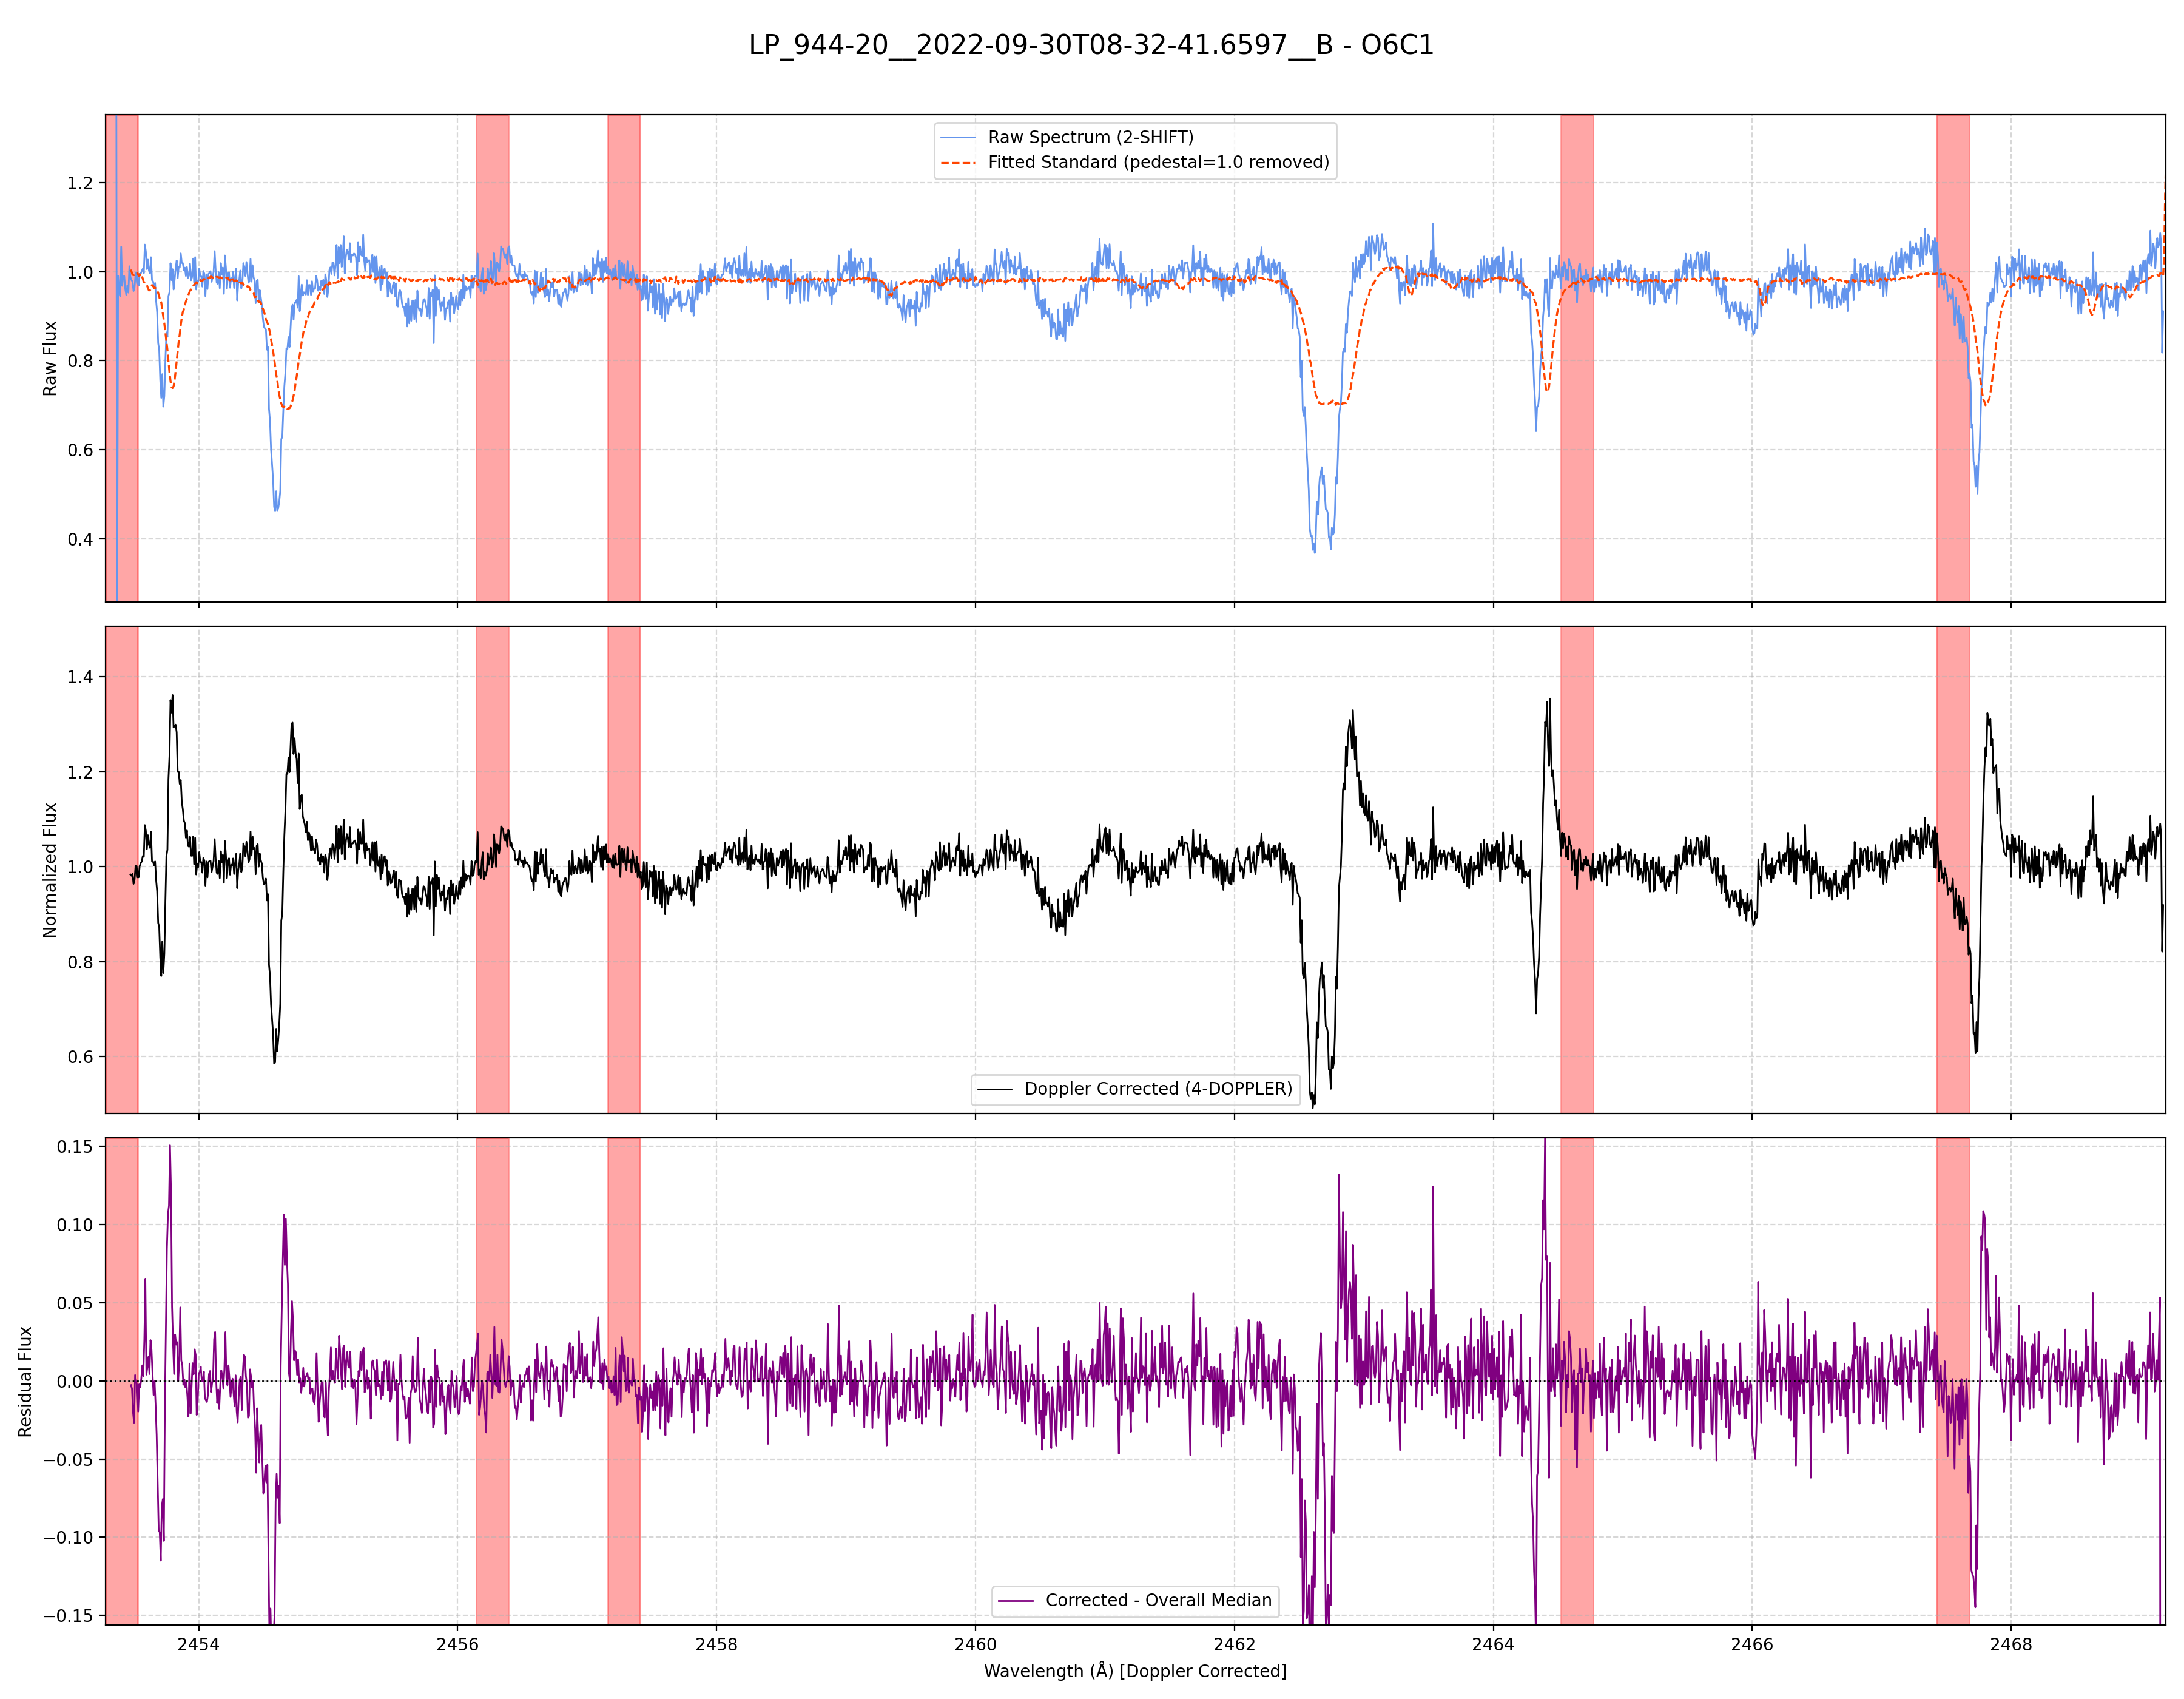 LP_944-20__2022-09-30T08-32-41.6597__B - O6C1
Raw Spectrum (2-SHIFT)
Fitted Standard (pedestal=1.0 removed)
1.2
1.0
0.8
0.6
0.4
Raw Flux
1.4
1.2
1.0
0.8
0.6
Normalized Flux
Doppler Corrected (4-DOPPLER)
0.15
0.10
0.05
0.00
−0.05
−0.10
−0.15
Residual Flux
Corrected - Overall Median
2454 2456 2458 2460 2462 2464 2466 2468
Wavelength (Å) [Doppler Corrected]